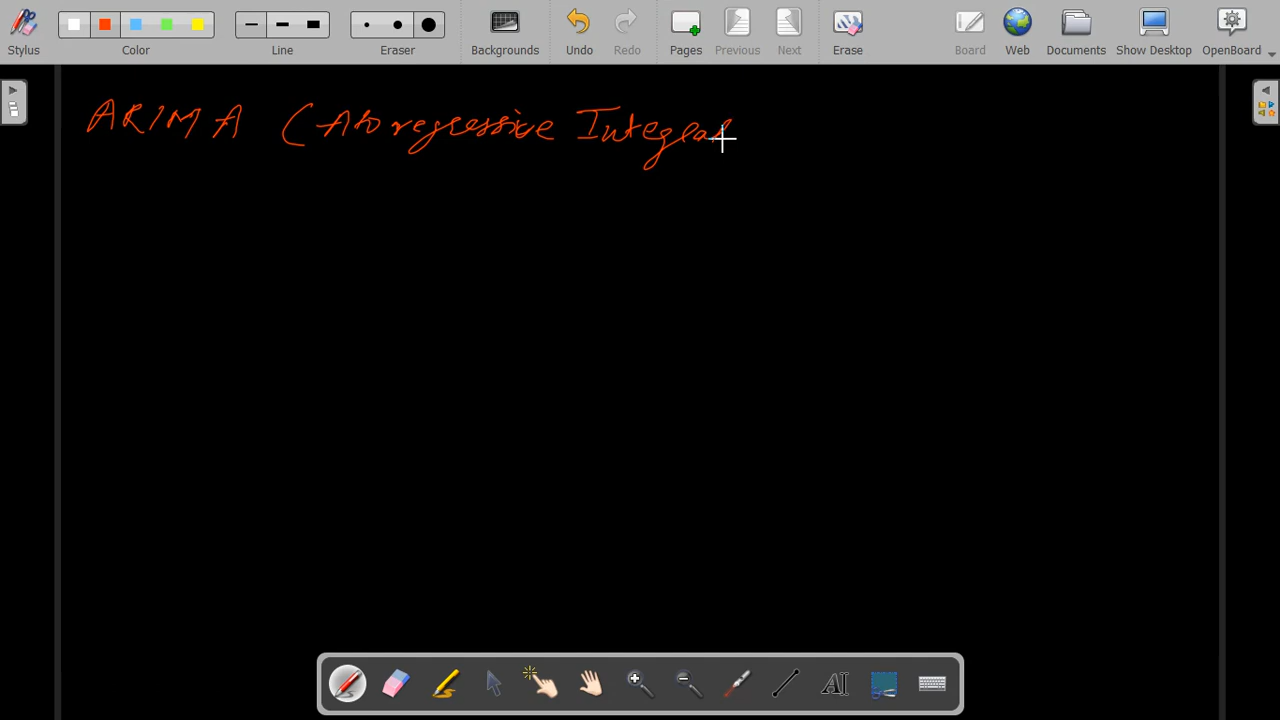 Stylus Color Line Eraser Backgrounds Undo Redo Pages Previous Next Erase Board Web Documents Show Desktop OpenBoard
ARIMA (Atoregressive Integra